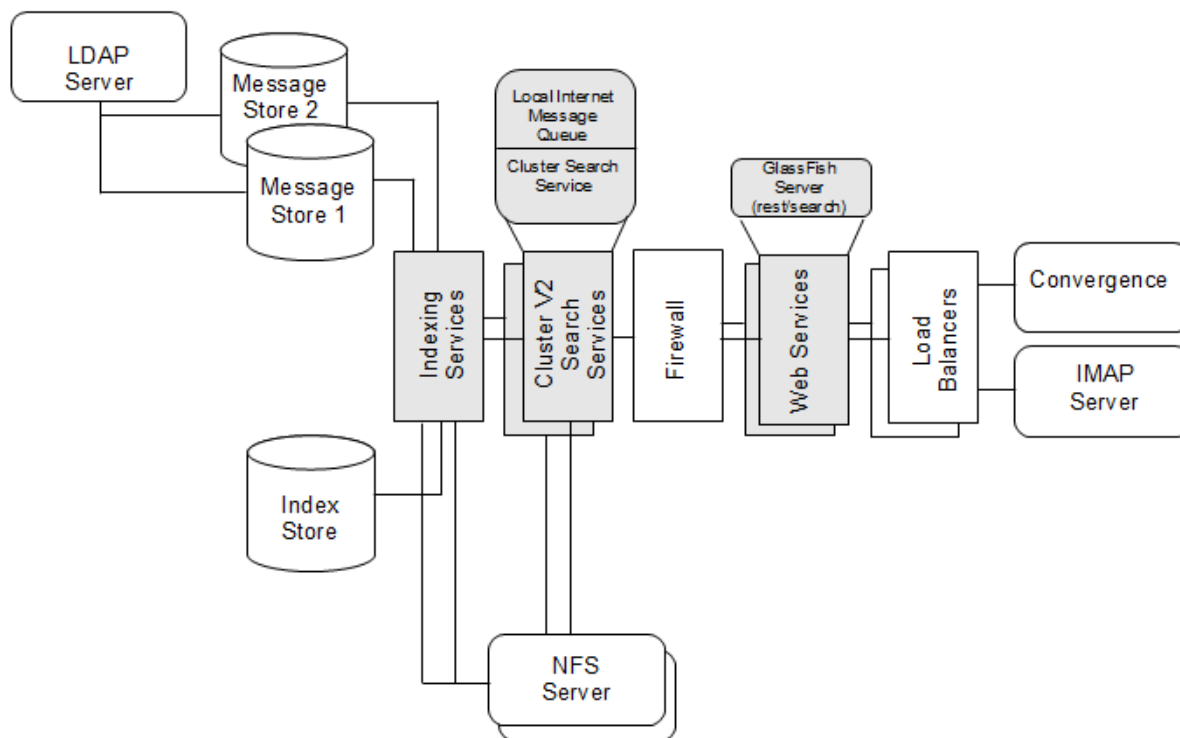 LDAP
Server
Message
Store 2
Message
Store 1
Local Internet
Message
Queue
Cluster Search
Service
GlassFish
Server
(rest/search)
Indexing
Services
Cluster V2
Search
Services
Firewall
Web Services
Load
Balancers
Convergence
IMAP
Server
Index
Store
NFS
Server